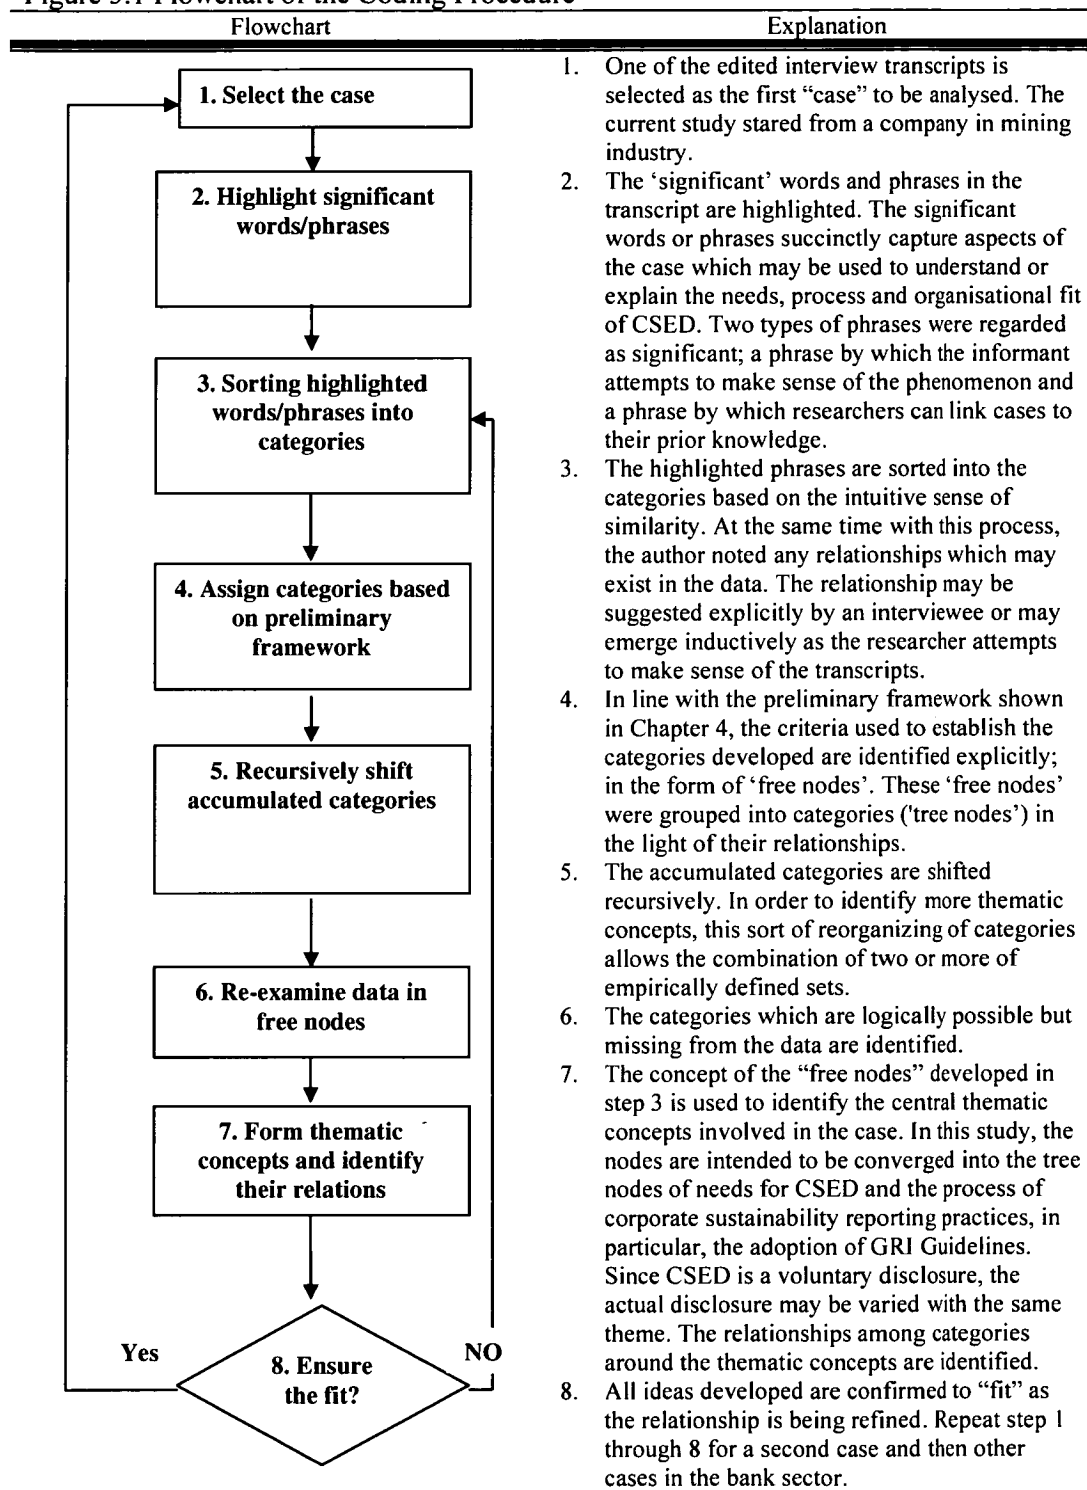 Figure 5.1 Flowchart of the Coding Procedure
Flowchart
Explanation
1. Select the case
2. Highlight significant
words/phrases
3. Sorting highlighted
words/phrases into
categories
4. Assign categories based
on preliminary
framework
5. Recursively shift
accumulated categories
6. Re-examine data in
free nodes
7. Form thematic
concepts and identify
their relations
Yes
8. Ensure
the fit?
NO
1. One of the edited interview transcripts is
selected as the first “case” to be analysed. The
current study stared from a company in mining
industry.
2. The ‘significant’ words and phrases in the
transcript are highlighted. The significant
words or phrases succinctly capture aspects of
the case which may be used to understand or
explain the needs, process and organisational fit
of CSED. Two types of phrases were regarded
as significant; a phrase by which the informant
attempts to make sense of the phenomenon and
a phrase by which researchers can link cases to
their prior knowledge.
3. The highlighted phrases are sorted into the
categories based on the intuitive sense of
similarity. At the same time with this process,
the author noted any relationships which may
exist in the data. The relationship may be
suggested explicitly by an interviewee or may
emerge inductively as the researcher attempts
to make sense of the transcripts.
4. In line with the preliminary framework shown
in Chapter 4, the criteria used to establish the
categories developed are identified explicitly;
in the form of ‘free nodes’. These ‘free nodes’
were grouped into categories ('tree nodes’) in
the light of their relationships.
5. The accumulated categories are shifted
recursively. In order to identify more thematic
concepts, this sort of reorganizing of categories
allows the combination of two or more of
empirically defined sets.
6. The categories which are logically possible but
missing from the data are identified.
7. The concept of the “free nodes” developed in
step 3 is used to identify the central thematic
concepts involved in the case. In this study, the
nodes are intended to be converged into the tree
nodes of needs for CSED and the process of
corporate sustainability reporting practices, in
particular, the adoption of GRI Guidelines.
Since CSED is a voluntary disclosure, the
actual disclosure may be varied with the same
theme. The relationships among categories
around the thematic concepts are identified.
8. All ideas developed are confirmed to “fit” as
the relationship is being refined. Repeat step 1
through 8 for a second case and then other
cases in the bank sector.